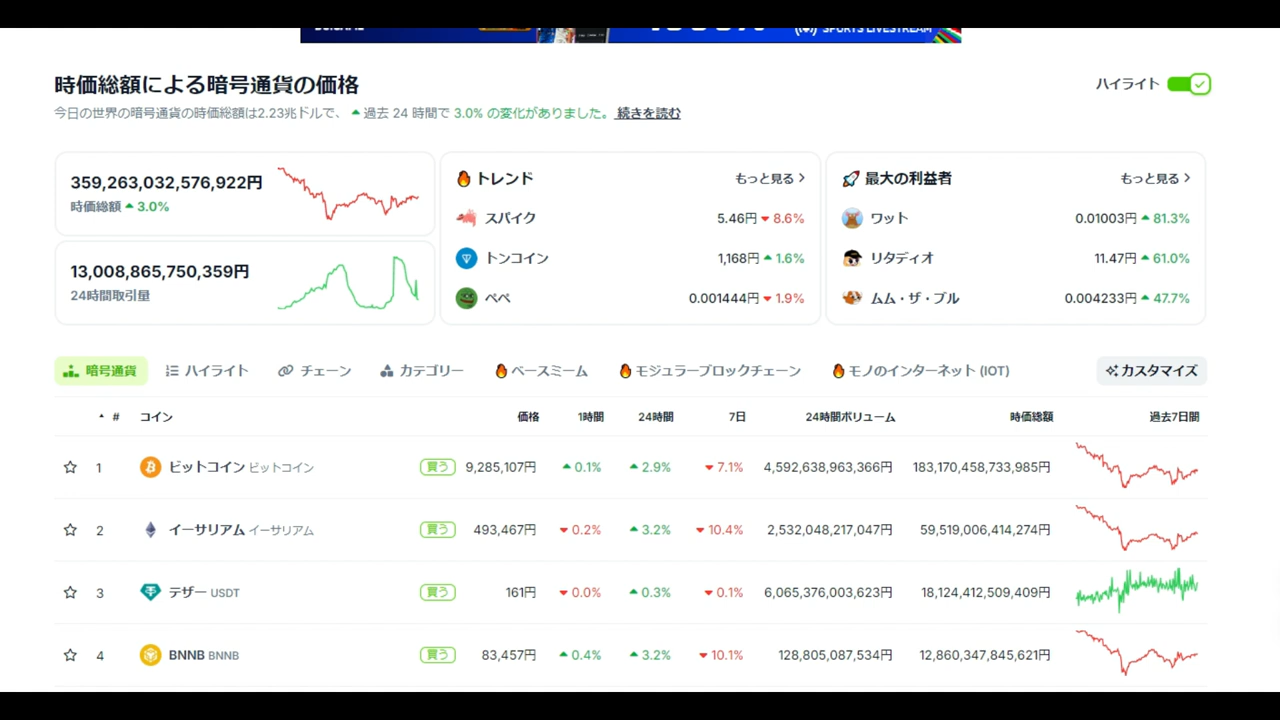 SPORTS LIVESTREAM
時価総額による暗号通貨の価格
ハイライト
今日の世界の暗号通貨の時価総額は2.23兆ドルで、 過去 24 時間で 3.0% の変化がありました。 続きを読む
359,263,032,576,922円
時価総額 3.0%
13,008,865,750,359円
24時間取引量
トレンド
もっと見る
スパイク 5.46円 8.6%
トンコイン 1,168円 1.6%
ペペ 0.001444円 1.9%
最大の利益者
もっと見る
ワット 0.01003円 81.3%
リタディオ 11.47円 61.0%
ムム・ザ・ブル 0.004233円 47.7%
暗号通貨 ハイライト チェーン カテゴリー ベースミーム モジュラーブロックチェーン モノのインターネット (IOT) カスタマイズ
# コイン 価格 1時間 24時間 7日 24時間ボリューム 時価総額 過去7日間
1 ビットコイン ビットコイン 買う 9,285,107円 0.1% 2.9% 7.1% 4,592,638,963,366円 183,170,458,733,985円
2 イーサリアム イーサリアム 買う 493,467円 0.2% 3.2% 10.4% 2,532,048,217,047円 59,519,006,414,274円
3 テザー USDT 買う 161円 0.0% 0.3% 0.1% 6,065,376,003,623円 18,124,412,509,409円
4 BNNB BNNB 買う 83,457円 0.4% 3.2% 10.1% 128,805,087,534円 12,860,347,845,621円